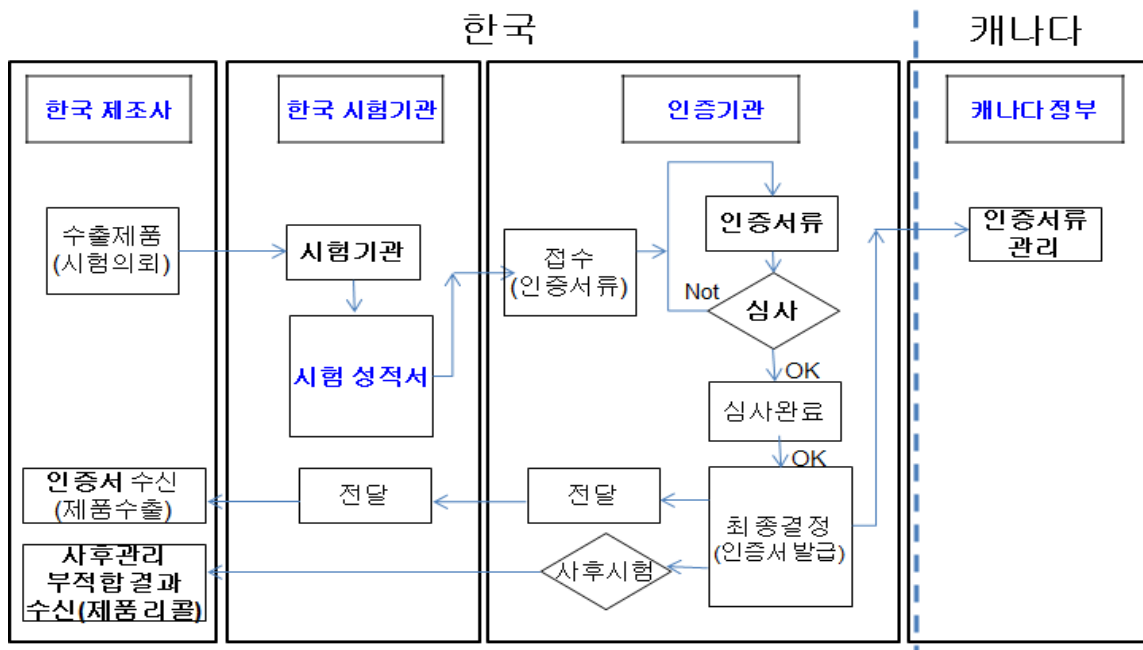 한국
캐나다
한국 제조사
한국 시험기관
인증기관
캐나다 정부
수출제품
(시험의뢰)
시험기관
시험 성적서
접수
(인증서류)
인증서류
Not
심사
OK
심사완료
OK
최종결정
(인증서 발급)
인증서류
관리
전달
전달
인증서 수신
(제품수출)
사후시험
사후관리
부적합 결과
수신(제품 리콜)